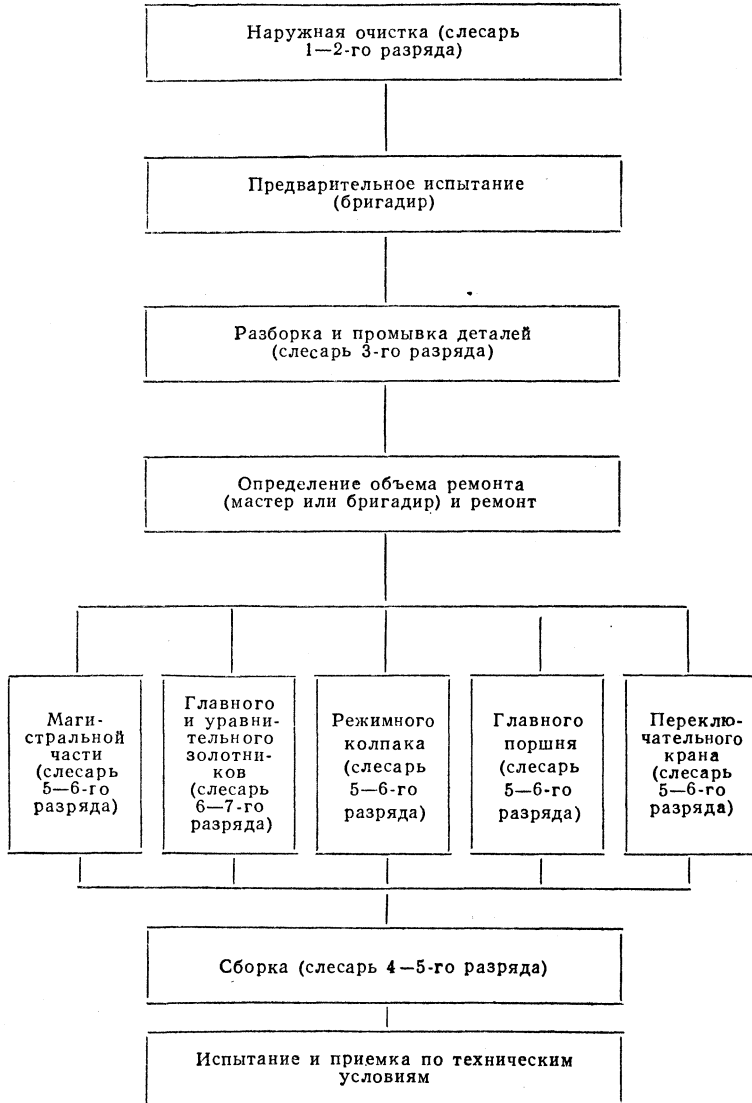 Наружная очистка (слесарь
1—2-го разряда)
Предварительное испытание
(бригадир)
Разборка и промывка деталей
(слесарь 3-го разряда)
Определение объема ремонта
(мастер или бригадир) и ремонт
Маги-
стральной
части
(слесарь
5—6-го
разряда)
Главного
и уравни-
тельного
золотни-
ков
(слесарь
6—7-го
разряда)
Режимного
колпака
(слесарь
5—6-го
разряда)
Главного
поршня
(слесарь
5—6-го
разряда)
Переклю-
чательного
крана
(слесарь
5—6-го
разряда)
Сборка (слесарь 4—5-го разряда)
Испытание и приемка по техническим
условиям